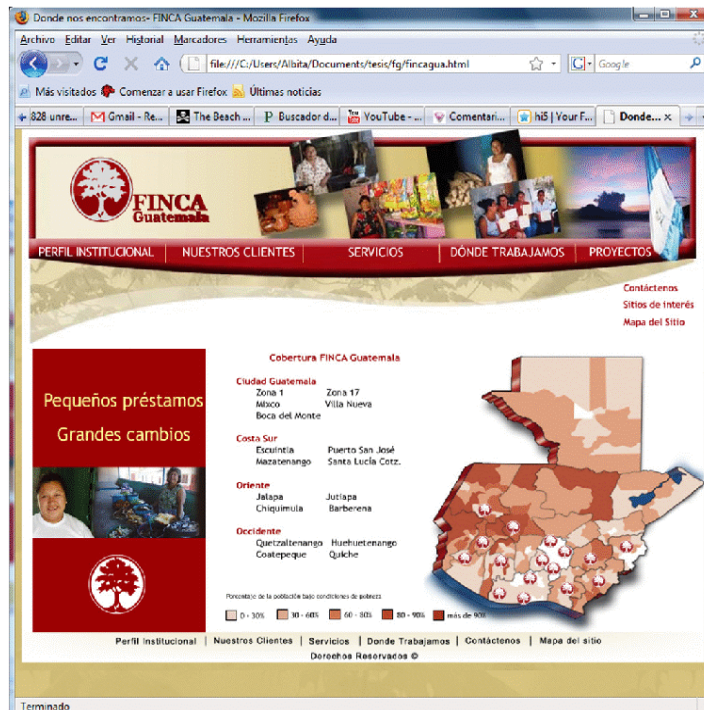 Donde nos encontramos- FINCA Guatemala - Mozilla Firefox
Archivo Editar Ver Historial Marcadores Herramientas Ayuda
file:///C:/Users/Albita/Documents/tesis/fg/fincagua.html
Google
Más visitados Comenzar a usar Firefox Últimas noticias
828 unre... Gmail - Re... The Beach ... Buscador d... YouTube - ... Comentari... hi5 | Your F... Donde...
FINCA
Guatemala
PERFIL INSTITUCIONAL NUESTROS CLIENTES SERVICIOS DÓNDE TRABAJAMOS PROYECTOS
Contáctenos
Sitios de interés
Mapa del Sitio
Pequeños préstamos
Grandes cambios
Cobertura FINCA Guatemala
Ciudad Guatemala
Zona 1 Zona 17
Mixco Villa Nueva
Boca del Monte
Costa Sur
Escuintla Puerto San José
Mazatenango Santa Lucía Cotz.
Oriente
Jalapa Jutiapa
Chiquimula Barberena
Occidente
Quetzaltenango Huehuetenango
Coatepeque Quiche
Porcentaje de la población bajo condiciones de pobreza
0 - 30% 30 - 60% 60 - 80% 80 - 90% más de 90%
Perfil Institucional | Nuestros Clientes | Servicios | Donde Trabajamos | Contáctenos | Mapa del sitio
Derechos Reservados ©
Terminado